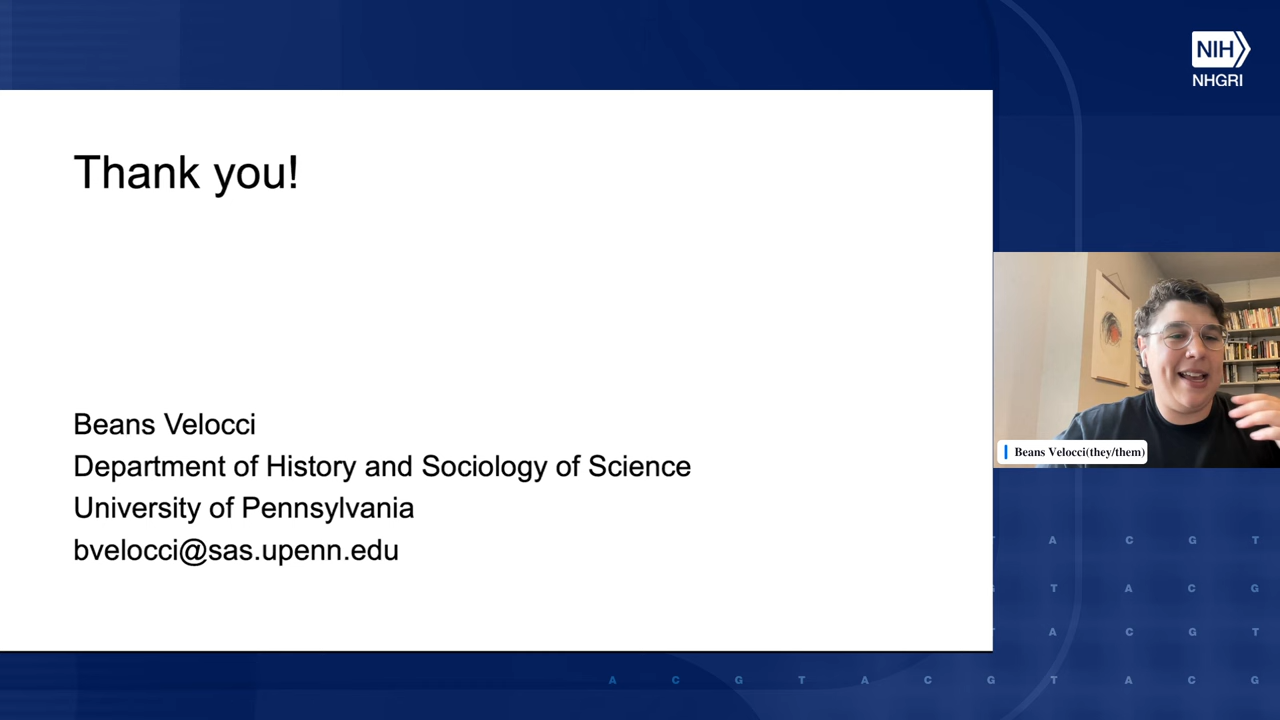 NIH
NHGRI
Thank you!
Beans Velocci
Department of History and Sociology of Science
University of Pennsylvania
bvelocci@sas.upenn.edu
Beans Velocci(they/them)
A C G T
T A C G
A C G T
A C G T A C G T A C G